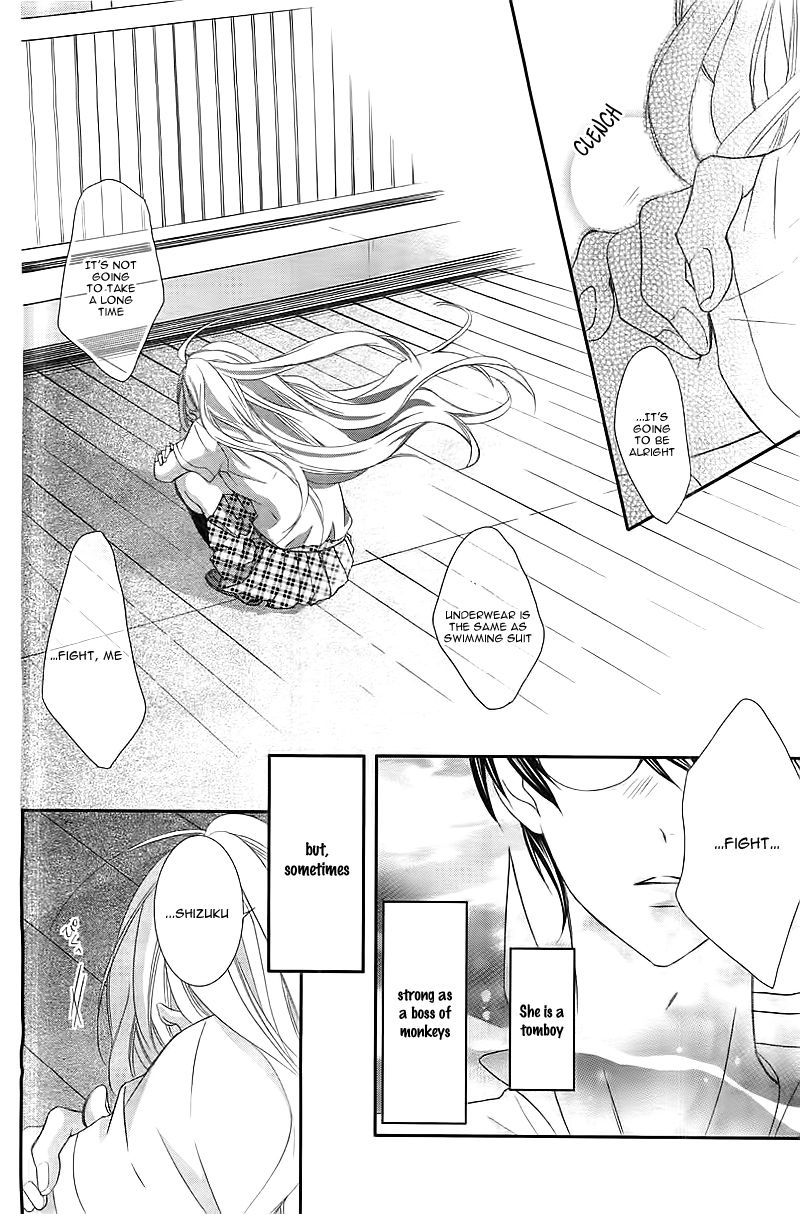 CLENCH
...IT'S
GOING
TO BE
ALRIGHT
IT'S NOT
GOING
TO TAKE
A LONG
TIME
UNDERWEAR IS
THE SAME AS
SWIMMING SUIT
...FIGHT, ME
...FIGHT...
She is a
tomboy
strong as
a boss of
monkeys
but,
sometimes
...SHIZUKU